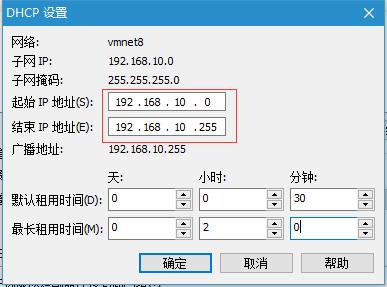 DHCP 设置
网络: vmnet8
子网 IP: 192.168.10.0
子网掩码: 255.255.255.0
起始 IP 地址(S): 192 .168 . 10 . 0
结束 IP 地址(E): 192 .168 . 10 .255
广播地址: 192.168.10.255
天: 小时: 分钟:
默认租用时间(D): 0 0 30
最长租用时间(M): 0 2 0
确定 取消 帮助